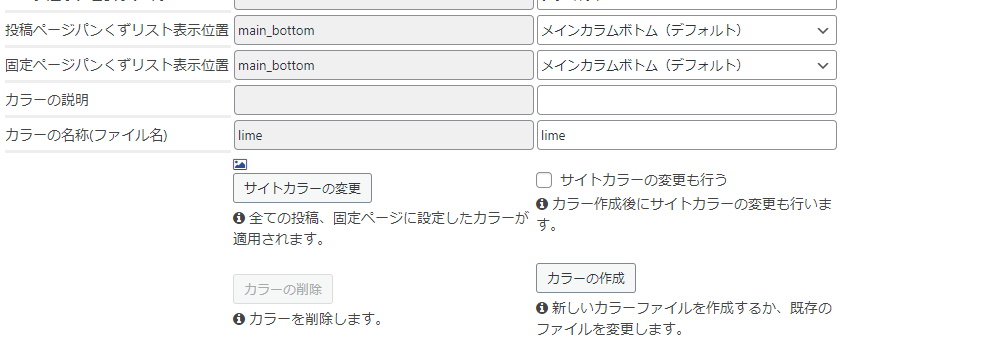 投稿ページパンくずリスト表示位置 main_bottom メインカラムボトム（デフォルト）
固定ページパンくずリスト表示位置 main_bottom メインカラムボトム（デフォルト）
カラーの説明
カラーの名称(ファイル名) lime lime
サイトカラーの変更
全ての投稿、固定ページに設定したカラーが
適用されます。
サイトカラーの変更も行う
カラー作成後にサイトカラーの変更も行いま
す。
カラーの削除
カラーを削除します。
カラーの作成
新しいカラーファイルを作成するか、既存の
ファイルを変更します。